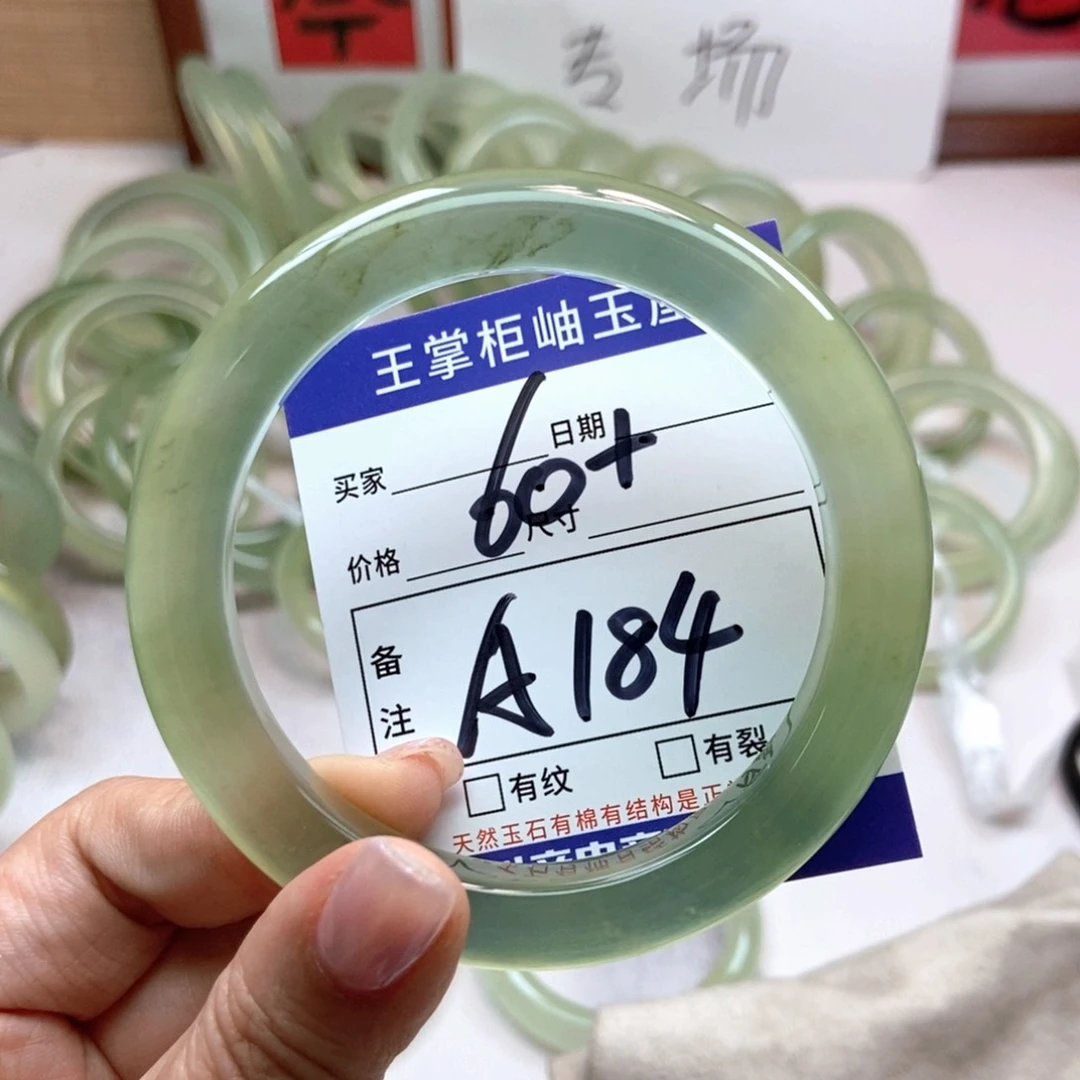 专场
王掌柜岫玉
日期
60+
买家
尺寸
价格
备注
A184
有纹
有裂
天然玉石有棉有结构是正